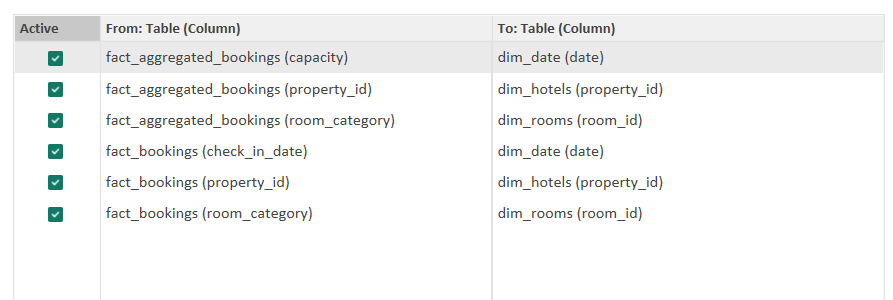 Active From: Table (Column) To: Table (Column)
fact_aggregated_bookings (capacity) dim_date (date)
fact_aggregated_bookings (property_id) dim_hotels (property_id)
fact_aggregated_bookings (room_category) dim_rooms (room_id)
fact_bookings (check_in_date) dim_date (date)
fact_bookings (property_id) dim_hotels (property_id)
fact_bookings (room_category) dim_rooms (room_id)